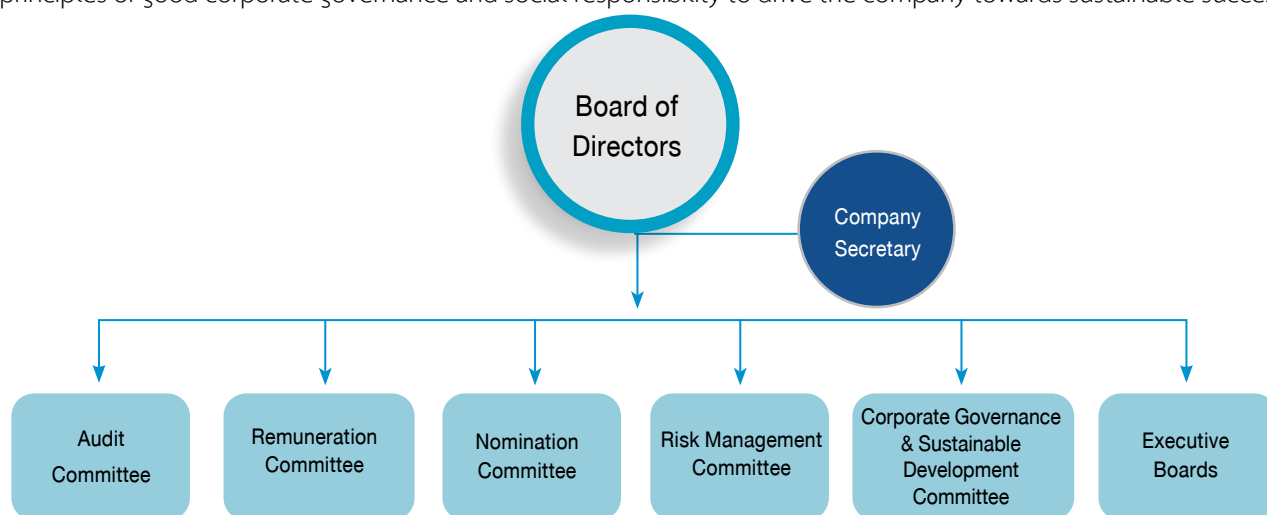 principles of good corporate governance and social responsibility to drive the company towards sustainable
Board of
Directors
Company
Secretary
Audit
Committee
Remuneration
Committee
Nomination
Committee
Risk Management
Committee
Corporate Governance
& Sustainable
Development
Committee
Executive
Boards